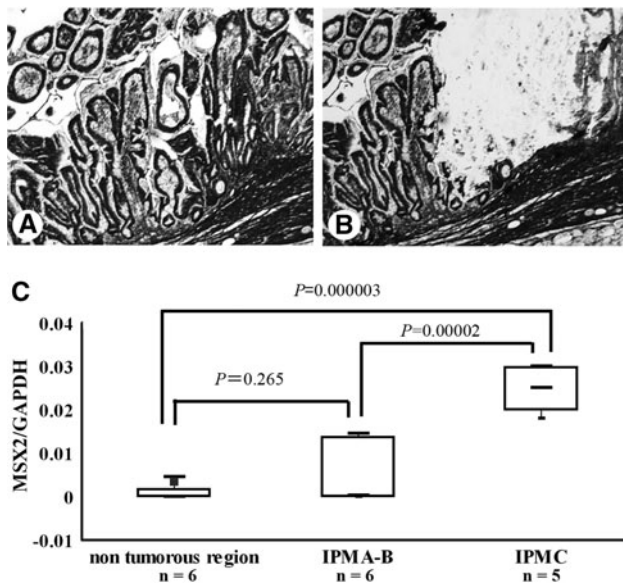 A
B
C
P=0.000003
P=0.00002
P=0.265
MSX2/GAPDH
0.04
0.03
0.02
0.01
0
-0.01
non tumorous region
n = 6
IPMA-B
n = 6
IPMC
n = 5